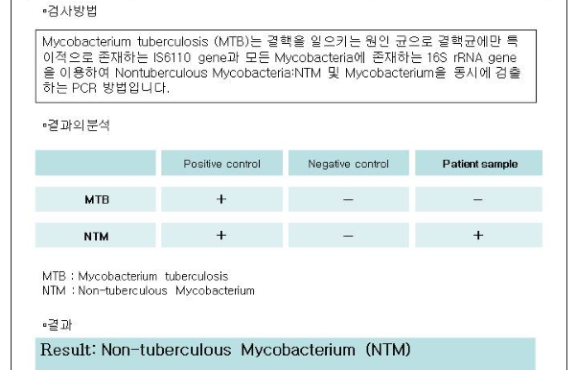 ▫검사방법
Mycobacterium tuberculosis (MTB)는 결핵을 일으키는 원인 균으로 결핵균에만 특
이적으로 존재하는 IS6110 gene과 모든 Mycobacteria에 존재하는 16S rRNA gene
을 이용하여 Nontuberculous Mycobacteria:NTM 및 Mycobacterium을 동시에 검출
하는 PCR 방법입니다.
▫결과의분석
Positive control Negative control Patient sample
MTB + − −
NTM + − +
MTB : Mycobacterium tuberculosis
NTM : Non-tuberculous Mycobacterium
▫결과
Result: Non-tuberculous Mycobacterium (NTM)